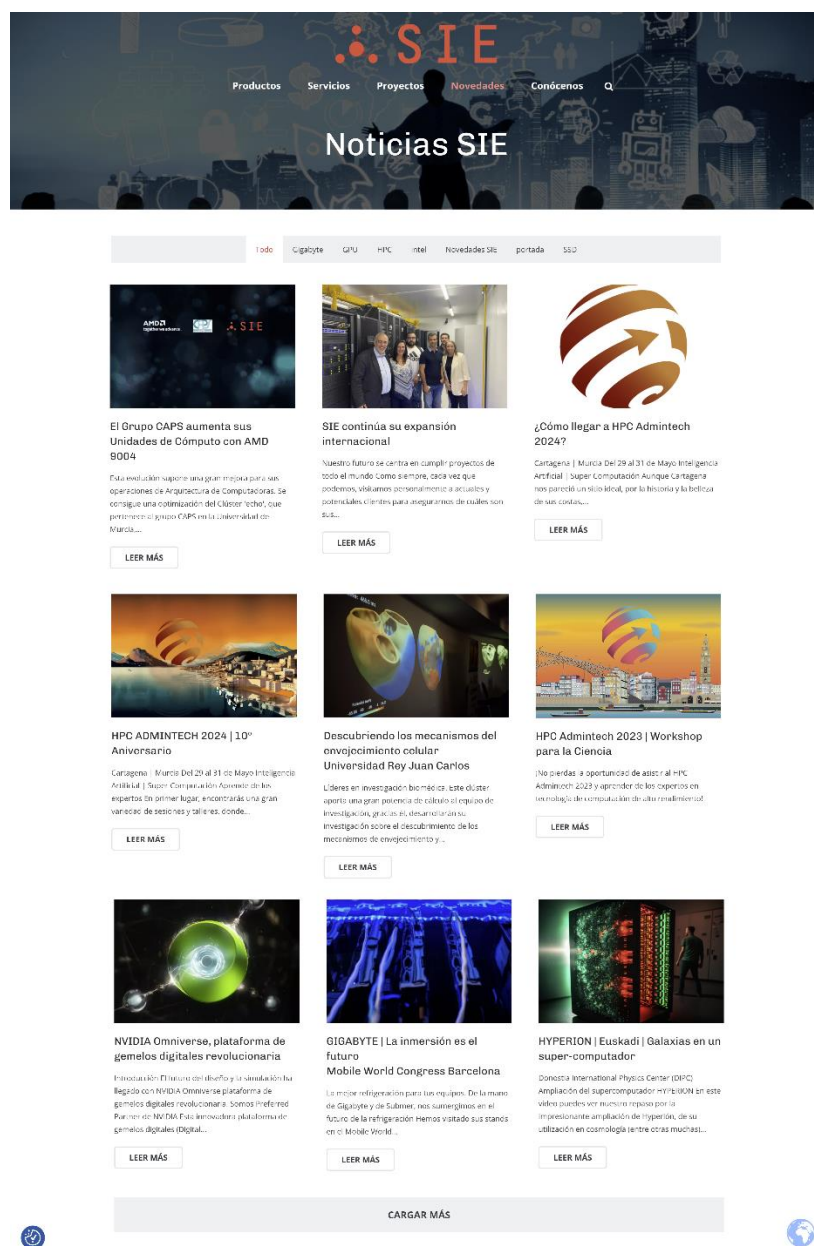 SIE
Productos Servicios Proyectos Novedades Conócenos
Noticias SIE
Todo Gigabyte GPU HPC Intel Novedades SIE portada SSD
AMD
SIE
El Grupo CAPS aumenta sus
Unidades de Cómputo con AMD
9004
Esta evolución supone una gran mejora para sus
operaciones de Arquitectura de Computadoras. Se
consigue una optimización del Clúster 'echo', que
pertenece al grupo CAPS en la Universidad de
Murcia,...
LEER MÁS
SIE continúa su expansión
internacional
Nuestro futuro se centra en cumplir proyectos de
todo el mundo Como siempre, cada vez que
podemos, visitamos personalmente a actuales y
potenciales clientes para asegurarnos de cuáles son
sus...
LEER MÁS
¿Cómo llegar a HPC Admintech
2024?
Cartagena | Murcia Del 29 al 31 de Mayo Inteligencia
Artificial | Super Computación Aunque Cartagena
nos pareció un sitio ideal, por la historia y la belleza
de sus costas,...
LEER MÁS
HPC ADMINTECH 2024 | 10º
Aniversario
Cartagena | Murcia Del 29 al 31 de Mayo Inteligencia
Artificial | Super Computación Aprende de los
expertos En primer lugar, encontrarás una gran
variedad de sesiones y talleres, donde...
LEER MÁS
Descubriendo los mecanismos del
envejecimiento celular
Universidad Rey Juan Carlos
Líderes en investigación biomédica. Este clúster
aporta una gran potencia de cálculo al equipo de
investigación, gracias él, desarrollarán su
investigación sobre el descubrimiento de los
mecanismos de envejecimiento y...
LEER MÁS
HPC Admintech 2023 | Workshop
para la Ciencia
¡No pierdas la oportunidad de asistir al HPC
Admintech 2023 y aprender de los expertos en
tecnología de computación de alto rendimiento!
LEER MÁS
NVIDIA Omniverse, plataforma de
gemelos digitales revolucionaria
Introducción El futuro del diseño y la simulación ha
llegado con NVIDIA Omniverse plataforma de
gemelos digitales revolucionaria. Somos Preferred
Partner de NVIDIA Esta innovadora plataforma de
gemelos digitales (Digital...
LEER MÁS
GIGABYTE | La inmersión es el
futuro
Mobile World Congress Barcelona
La mejor refrigeración para tus equipos. De la mano
de Gigabyte y de Submer, nos sumergimos en el
futuro de la refrigeración Hemos visitado sus stands
en el Mobile World...
LEER MÁS
HYPERION | Euskadi | Galaxias en un
super-computador
Donostia International Physics Center (DIPC)
Ampliación del supercomputador HYPERION En este
video puedes ver nuestro repaso por la
impresionante ampliación de Hyperion, de su
utilización en cosmología (entre otras muchas)...
LEER MÁS
CARGAR MÁS